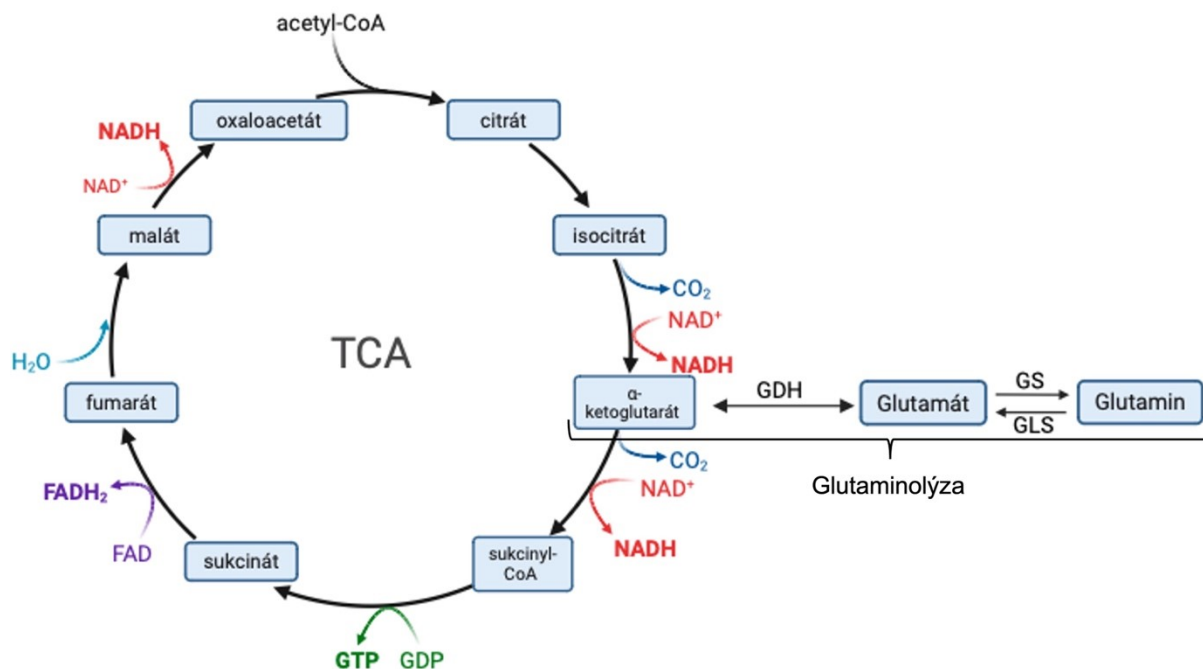 acetyl-CoA
oxaloacetát
citrát
NADH
NAD⁺
malát
isocitrát
CO₂
NAD⁺
NADH
TCA
H₂O
fumarát
α-
ketoglutarát
GDH
Glutamát
GS
GLS
Glutamin
Glutaminolýza
CO₂
NAD⁺
NADH
FADH₂
FAD
sukcinát
sukcinyl-
CoA
GTP
GDP